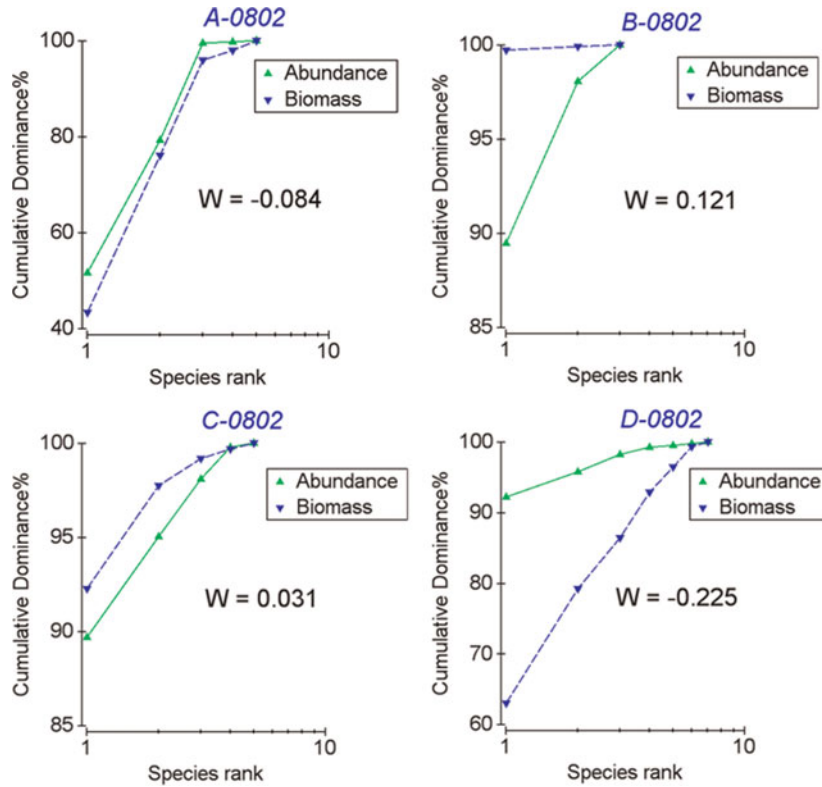 A-0802
Cumulative Dominance%
100
80
60
40
Abundance
Biomass
W = -0.084
1
10
Species rank
B-0802
Cumulative Dominance%
100
95
90
85
Abundance
Biomass
W = 0.121
1
10
Species rank
C-0802
Cumulative Dominance%
100
95
90
85
Abundance
Biomass
W = 0.031
1
10
Species rank
D-0802
Cumulative Dominance%
100
90
80
70
60
Abundance
Biomass
W = -0.225
1
10
Species rank